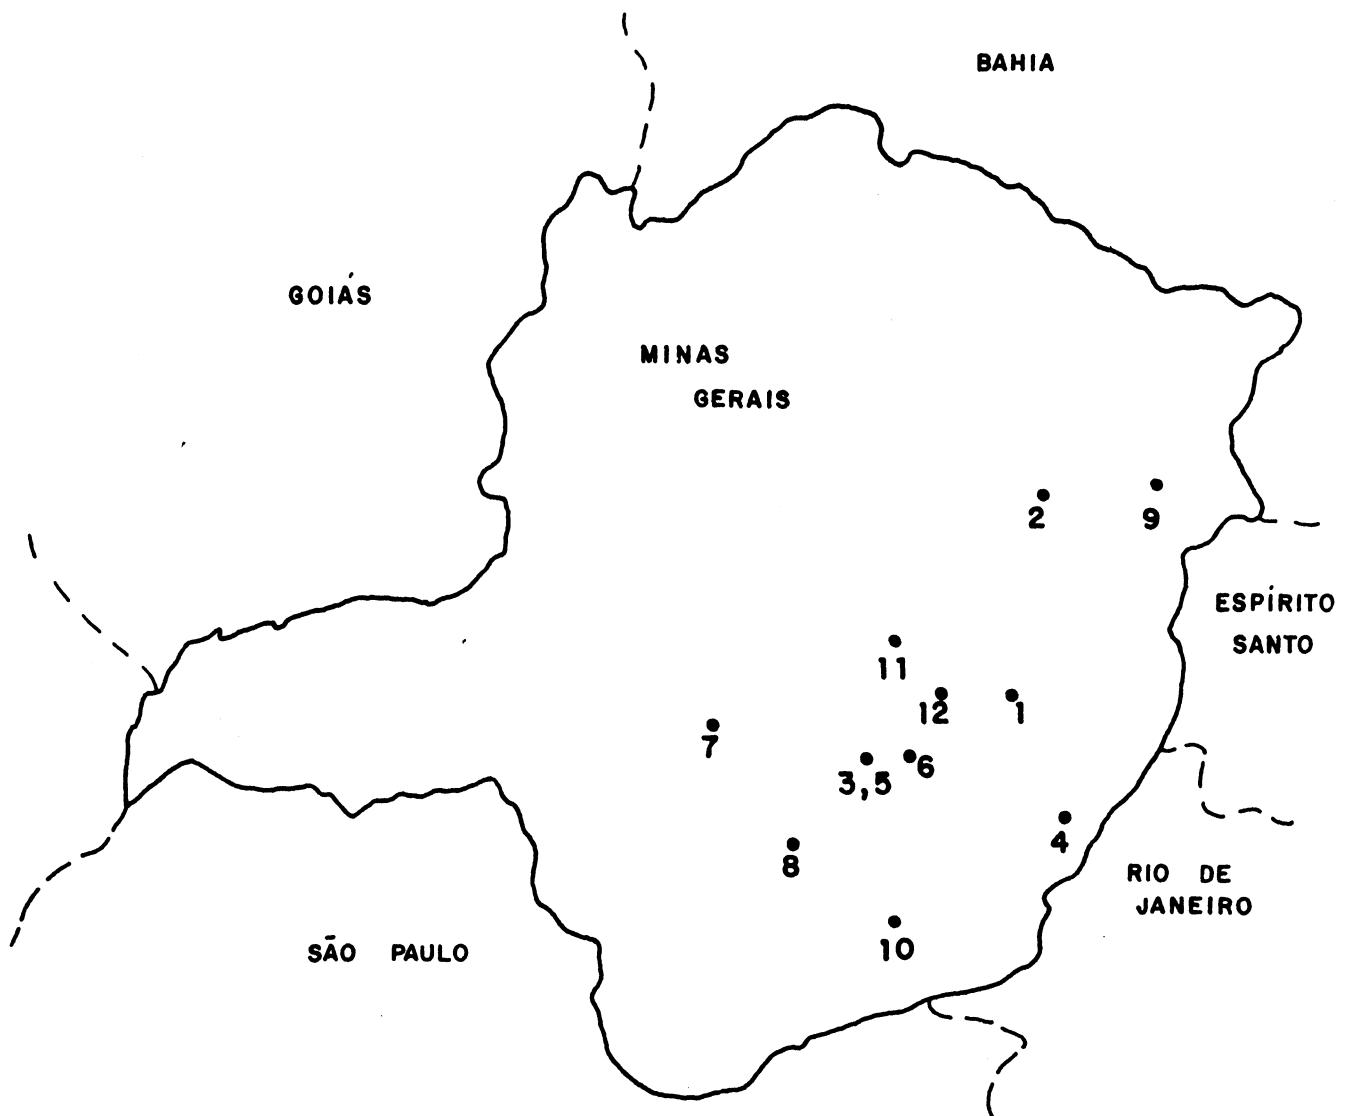 BAHIA
GOIÁS
MINAS
GERAIS
2
9
ESPÍRITO
SANTO
11
12
1
7
6
3,5
4
8
RIO DE
JANEIRO
10
SÃO PAULO